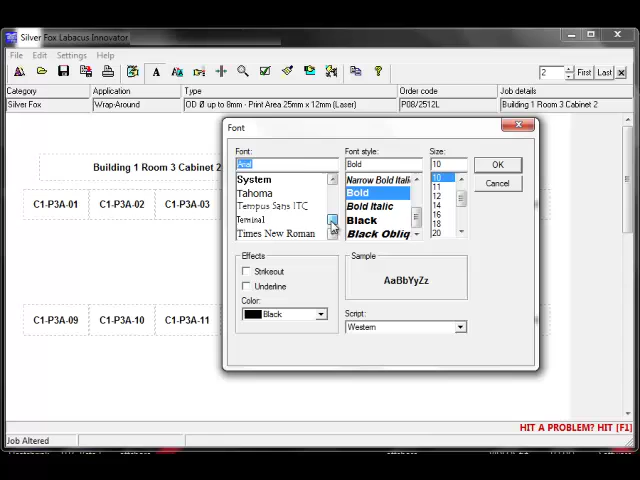 Silver Fox Labacus Innovator
File Edit Settings Help
A 2 First Last
Category Application Type Order code Job details
Silver Fox Wrap-Around OD Ø up to 8mm - Print Area 25mm x 12mm (Laser) P08/2512L Building 1 Room 3 Cabinet 2
Building 1 Room 3 Cabinet 2
C1-P3A-01 C1-P3A-02 C1-P3A-03
C1-P3A-09 C1-P3A-10 C1-P3A-11
Font
Font: Font style: Size:
Arial Bold 10
System Narrow Bold Itali 10
Tahoma Bold 11
Tempus Sans ITC Bold Italic 12
Terminal Black 14
Times New Roman Black Obliq 16
18
20
OK
Cancel
Effects
Strikeout
Underline
Color:
Black
Sample
AaBbYyZz
Script:
Western
HIT A PROBLEM? HIT [F1]
Job Altered